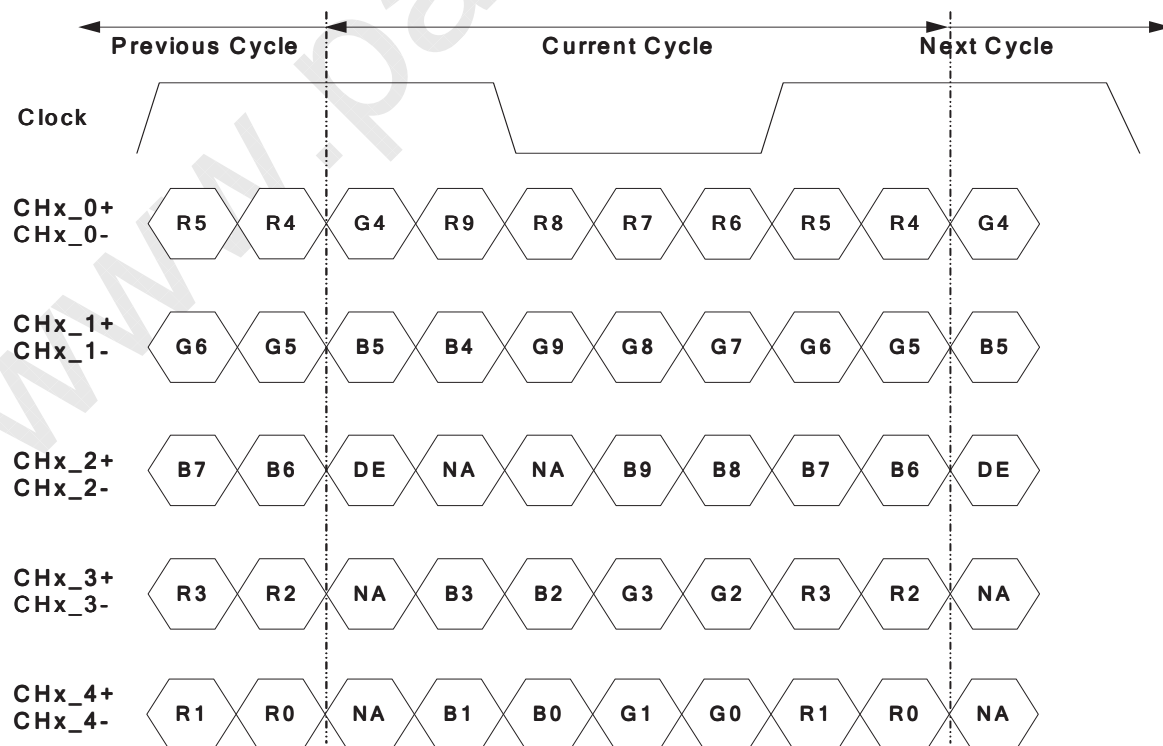 Previous Cycle Current Cycle Next Cycle
Clock
CHx_0+
CHx_0-
R5 R4 G4 R9 R8 R7 R6 R5 R4 G4
CHx_1+
CHx_1-
G6 G5 B5 B4 G9 G8 G7 G6 G5 B5
CHx_2+
CHx_2-
B7 B6 DE NA NA B9 B8 B7 B6 DE
CHx_3+
CHx_3-
R3 R2 NA B3 B2 G3 G2 R3 R2 NA
CHx_4+
CHx_4-
R1 R0 NA B1 B0 G1 G0 R1 R0 NA
www.pa